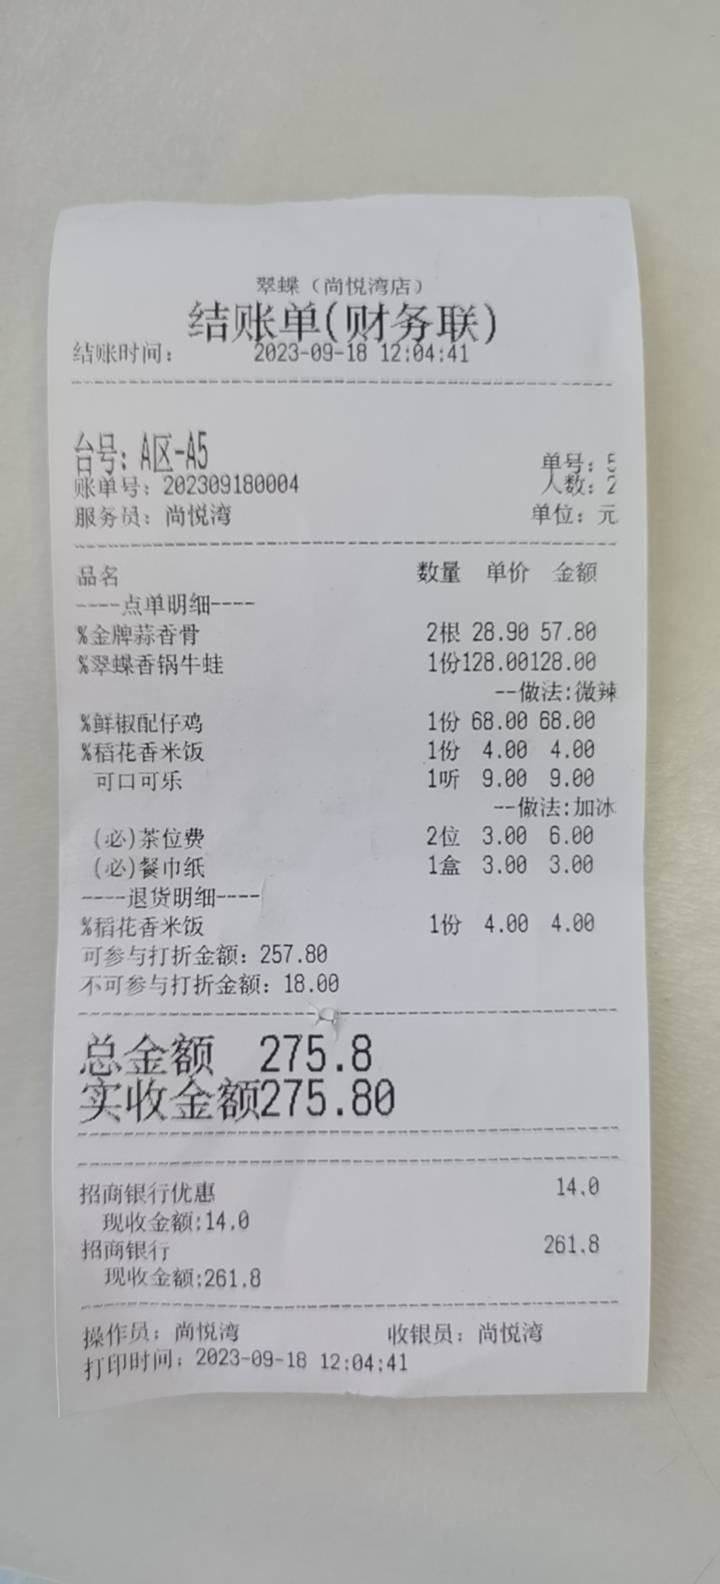 翠蝶（尚悦湾店）
结账单(财务联)
结账时间： 2023-09-18 12:04:41
台号：A区-A5
单号：5
账单号：202309180004 人数：2
服务员：尚悦湾 单位：元
品名 数量 单价 金额
----点单明细----
%金牌蒜香骨 2根 28.90 57.80
%翠蝶香锅牛蛙 1份128.00128.00
--做法:微辣
%鲜椒配仔鸡 1份 68.00 68.00
%稻花香米饭 1份 4.00 4.00
可口可乐 1听 9.00 9.00
--做法:加冰
(必)茶位费 2位 3.00 6.00
(必)餐巾纸 1盒 3.00 3.00
----退货明细----
%稻花香米饭 1份 4.00 4.00
可参与打折金额：257.80
不可参与打折金额：18.00
总金额 275.8
实收金额275.80
招商银行优惠 14.0
现收金额:14.0
招商银行 261.8
现收金额:261.8
操作员：尚悦湾 收银员：尚悦湾
打印时间：2023-09-18 12:04:41